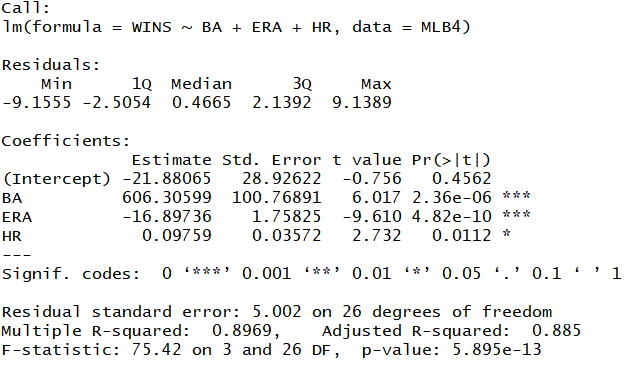 Call:
lm(formula = WINS ~ BA + ERA + HR, data = MLB4)
Residuals:
Min 1Q Median 3Q Max
-9.1555 -2.5054 0.4665 2.1392 9.1389
Coefficients:
Estimate Std. Error t value Pr(>|t|)
(Intercept) -21.88065 28.92622 -0.756 0.4562
BA 606.30599 100.76891 6.017 2.36e-06 ***
ERA -16.89736 1.75825 -9.610 4.82e-10 ***
HR 0.09759 0.03572 2.732 0.0112 *
---
Signif. codes: 0 ‘***’ 0.001 ‘**’ 0.01 ‘*’ 0.05 ‘.’ 0.1 ‘ ’ 1
Residual standard error: 5.002 on 26 degrees of freedom
Multiple R-squared: 0.8969, Adjusted R-squared: 0.885
F-statistic: 75.42 on 3 and 26 DF, p-value: 5.895e-13